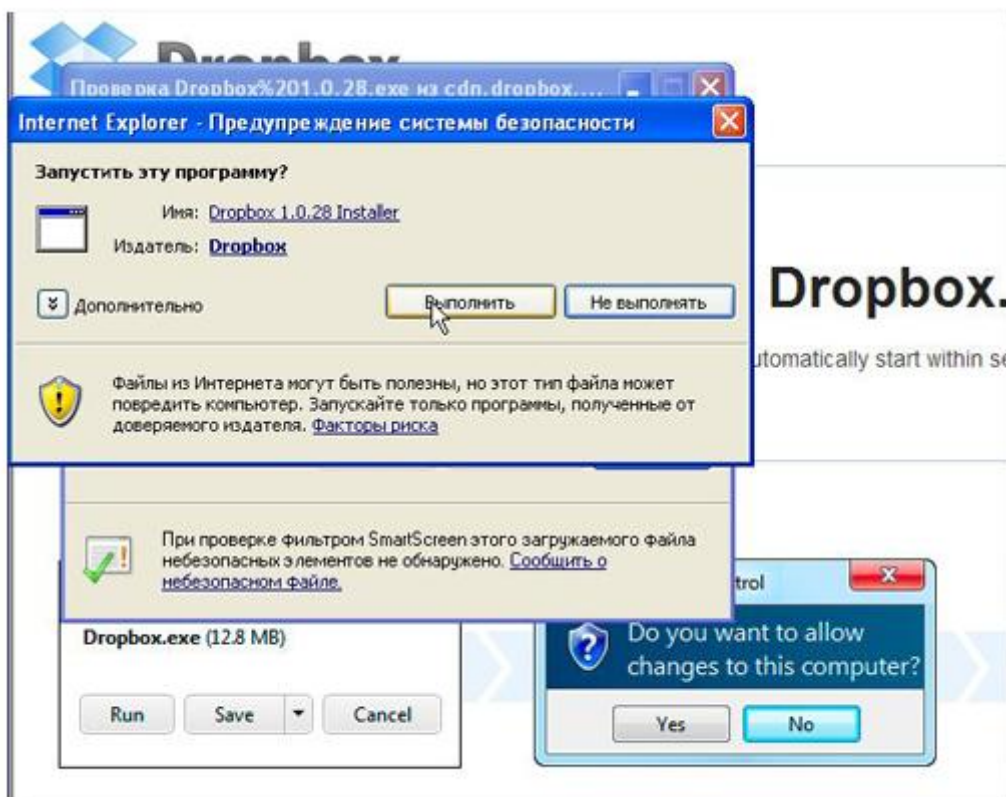 Dropbox
Проверка Dropbox%201.0.28.exe из cdn.dropbox....
Internet Explorer - Предупреждение системы безопасности
Запустить эту программу?
Имя: Dropbox 1.0.28 Installer
Издатель: Dropbox
Дополнительно
Выполнить
Не выполнять
Файлы из Интернета могут быть полезны, но этот тип файла может
повредить компьютер. Запускайте только программы, полученные от
доверяемого издателя. Факторы риска
Dropbox.
utomatically start within se
При проверке фильтром SmartScreen этого загружаемого файла
небезопасных элементов не обнаружено. Сообщить о
небезопасном файле.
Dropbox.exe (12.8 MB)
Run
Save
Cancel
trol
Do you want to allow
changes to this computer?
Yes
No